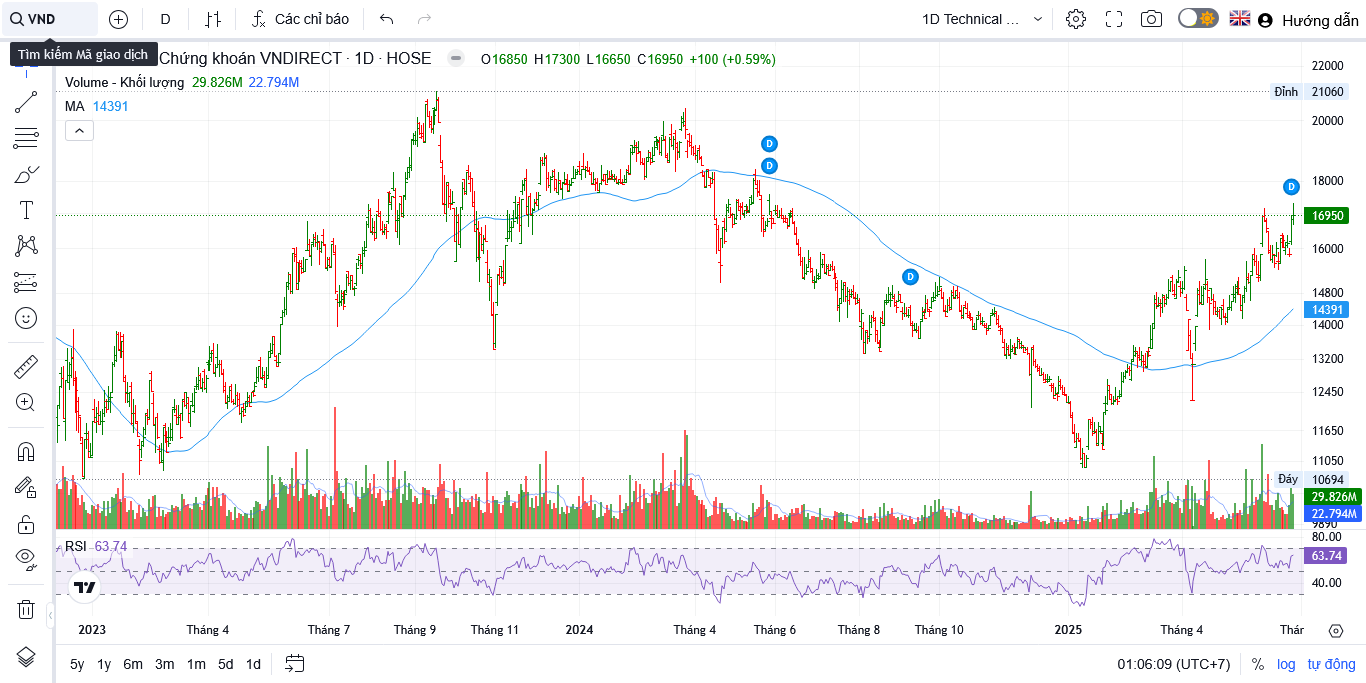 VND
D
Các chỉ báo
1D Technical ...
Hướng dẫn
Tìm kiếm Mã giao dịch
Chứng khoán VNDIRECT · 1D · HOSE
O16850 H17300 L16650 C16950 +100 (+0.59%)
Volume - Khối lượng 29.826M 22.794M
MA 14391
22000
Đỉnh 21060
20000
D
D
D
18000
16950
16000
D
14800
14391
14000
13200
12450
11650
11050
Đáy 10694
29.826M
22.794M
9690
RSI 63.74
80.00
63.74
40.00
2023 Tháng 4 Tháng 7 Tháng 9 Tháng 11 2024 Tháng 4 Tháng 6 Tháng 8 Tháng 10 2025 Tháng 4 Thár
5y 1y 6m 3m 1m 5d 1d
01:06:09 (UTC+7) % log tự động